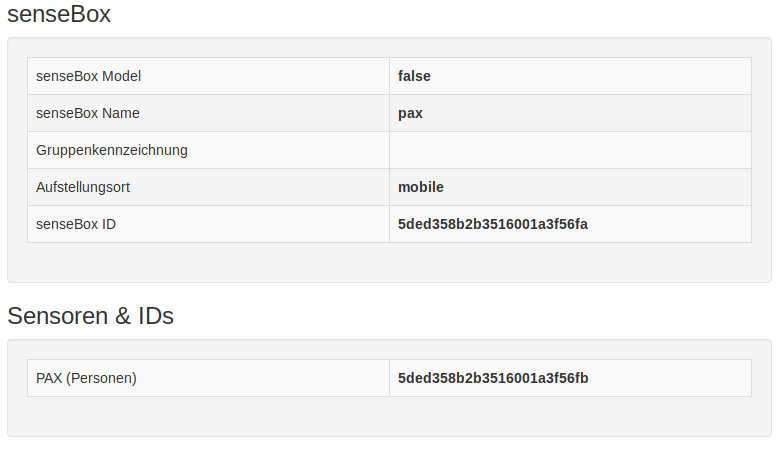 senseBox
senseBox Model false
senseBox Name pax
Gruppenkennzeichnung
Aufstellungsort mobile
senseBox ID 5ded358b2b3516001a3f56fa
Sensoren & IDs
PAX (Personen) 5ded358b2b3516001a3f56fb